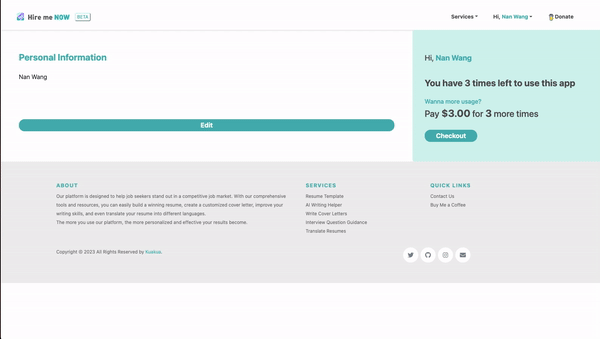 Hire me NOW BETA
Services Hi, Nan Wang Donate
Personal Information
Nan Wang
Edit
Hi, Nan Wang
You have 3 times left to use this app
Wanna more usage?
Pay $3.00 for 3 more times
Checkout
ABOUT
Our platform is designed to help job seekers stand out in a competitive job market. With our comprehensive
tools and resources, you can easily build a winning resume, create a customized cover letter, improve your
writing skills, and even translate your resume into different languages.
The more you use our platform, the more personalized and effective your results become.
SERVICES
Resume Template
AI Writing Helper
Write Cover Letters
Interview Question Guidance
Translate Resumes
QUICK LINKS
Contact Us
Buy Me a Coffee
Copyright © 2023 All Rights Reserved by Kuakua.